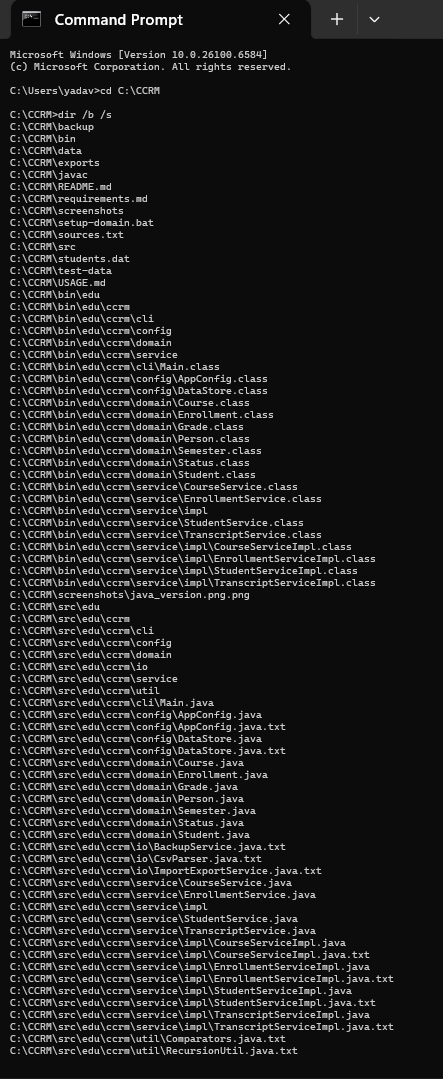 Command Prompt
Microsoft Windows [Version 10.0.26100.6584]
(c) Microsoft Corporation. All rights reserved.
C:\Users\yadav>cd C:\CCRM
C:\CCRM>dir /b /s
C:\CCRM\backup
C:\CCRM\bin
C:\CCRM\data
C:\CCRM\exports
C:\CCRM\javac
C:\CCRM\README.md
C:\CCRM\requirements.md
C:\CCRM\screenshots
C:\CCRM\setup-domain.bat
C:\CCRM\sources.txt
C:\CCRM\src
C:\CCRM\students.dat
C:\CCRM\test-data
C:\CCRM\USAGE.md
C:\CCRM\bin\edu
C:\CCRM\bin\edu\ccrm
C:\CCRM\bin\edu\ccrm\cli
C:\CCRM\bin\edu\ccrm\config
C:\CCRM\bin\edu\ccrm\domain
C:\CCRM\bin\edu\ccrm\service
C:\CCRM\bin\edu\ccrm\cli\Main.class
C:\CCRM\bin\edu\ccrm\config\AppConfig.class
C:\CCRM\bin\edu\ccrm\config\DataStore.class
C:\CCRM\bin\edu\ccrm\domain\Course.class
C:\CCRM\bin\edu\ccrm\domain\Enrollment.class
C:\CCRM\bin\edu\ccrm\domain\Grade.class
C:\CCRM\bin\edu\ccrm\domain\Person.class
C:\CCRM\bin\edu\ccrm\domain\Semester.class
C:\CCRM\bin\edu\ccrm\domain\Status.class
C:\CCRM\bin\edu\ccrm\domain\Student.class
C:\CCRM\bin\edu\ccrm\service\CourseService.class
C:\CCRM\bin\edu\ccrm\service\EnrollmentService.class
C:\CCRM\bin\edu\ccrm\service\impl
C:\CCRM\bin\edu\ccrm\service\StudentService.class
C:\CCRM\bin\edu\ccrm\service\TranscriptService.class
C:\CCRM\bin\edu\ccrm\service\impl\CourseServiceImpl.class
C:\CCRM\bin\edu\ccrm\service\impl\EnrollmentServiceImpl.class
C:\CCRM\bin\edu\ccrm\service\impl\StudentServiceImpl.class
C:\CCRM\bin\edu\ccrm\service\impl\TranscriptServiceImpl.class
C:\CCRM\screenshots\java_version.png.png
C:\CCRM\src\edu
C:\CCRM\src\edu\ccrm
C:\CCRM\src\edu\ccrm\cli
C:\CCRM\src\edu\ccrm\config
C:\CCRM\src\edu\ccrm\domain
C:\CCRM\src\edu\ccrm\io
C:\CCRM\src\edu\ccrm\service
C:\CCRM\src\edu\ccrm\util
C:\CCRM\src\edu\ccrm\cli\Main.java
C:\CCRM\src\edu\ccrm\config\AppConfig.java
C:\CCRM\src\edu\ccrm\config\AppConfig.java.txt
C:\CCRM\src\edu\ccrm\config\DataStore.java
C:\CCRM\src\edu\ccrm\config\DataStore.java.txt
C:\CCRM\src\edu\ccrm\domain\Course.java
C:\CCRM\src\edu\ccrm\domain\Enrollment.java
C:\CCRM\src\edu\ccrm\domain\Grade.java
C:\CCRM\src\edu\ccrm\domain\Person.java
C:\CCRM\src\edu\ccrm\domain\Semester.java
C:\CCRM\src\edu\ccrm\domain\Status.java
C:\CCRM\src\edu\ccrm\domain\Student.java
C:\CCRM\src\edu\ccrm\io\BackupService.java.txt
C:\CCRM\src\edu\ccrm\io\CsvParser.java.txt
C:\CCRM\src\edu\ccrm\io\ImportExportService.java.txt
C:\CCRM\src\edu\ccrm\service\CourseService.java
C:\CCRM\src\edu\ccrm\service\EnrollmentService.java
C:\CCRM\src\edu\ccrm\service\impl
C:\CCRM\src\edu\ccrm\service\StudentService.java
C:\CCRM\src\edu\ccrm\service\TranscriptService.java
C:\CCRM\src\edu\ccrm\service\impl\CourseServiceImpl.java
C:\CCRM\src\edu\ccrm\service\impl\CourseServiceImpl.java.txt
C:\CCRM\src\edu\ccrm\service\impl\EnrollmentServiceImpl.java
C:\CCRM\src\edu\ccrm\service\impl\EnrollmentServiceImpl.java.txt
C:\CCRM\src\edu\ccrm\service\impl\StudentServiceImpl.java
C:\CCRM\src\edu\ccrm\service\impl\StudentServiceImpl.java.txt
C:\CCRM\src\edu\ccrm\service\impl\TranscriptServiceImpl.java
C:\CCRM\src\edu\ccrm\service\impl\TranscriptServiceImpl.java.txt
C:\CCRM\src\edu\ccrm\util\Comparators.java.txt
C:\CCRM\src\edu\ccrm\util\RecursionUtil.java.txt